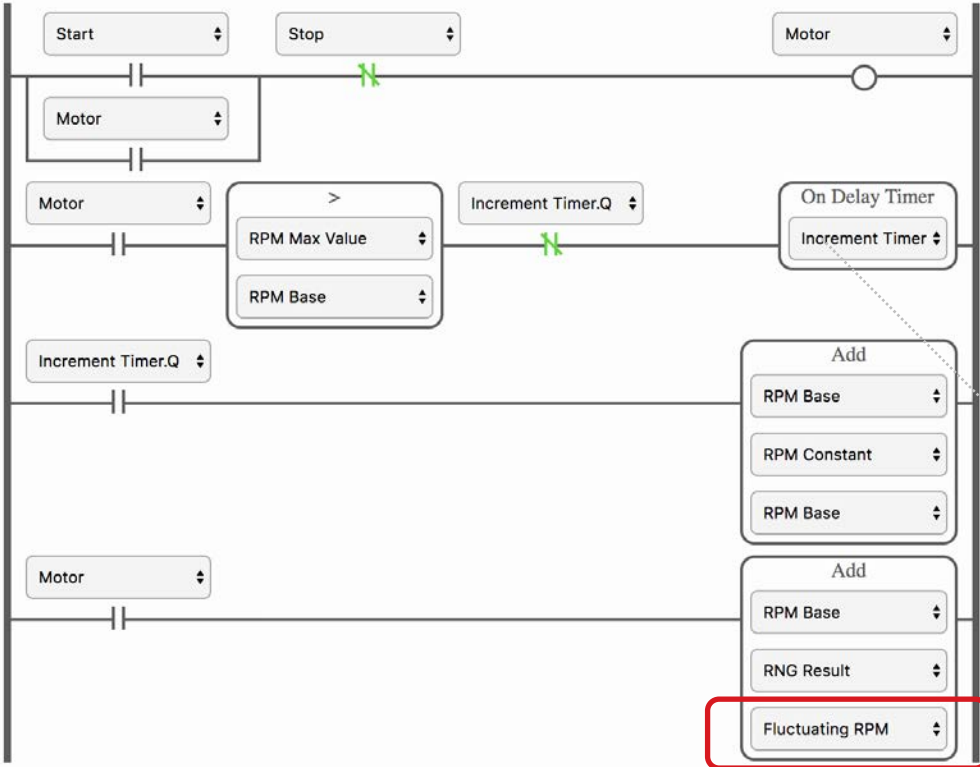 Start
Stop
Motor
Motor
Motor
>
RPM Max Value
RPM Base
Increment Timer.Q
On Delay Timer
Increment Timer
Increment Timer.Q
Add
RPM Base
RPM Constant
RPM Base
Motor
Add
RPM Base
RNG Result
Fluctuating RPM